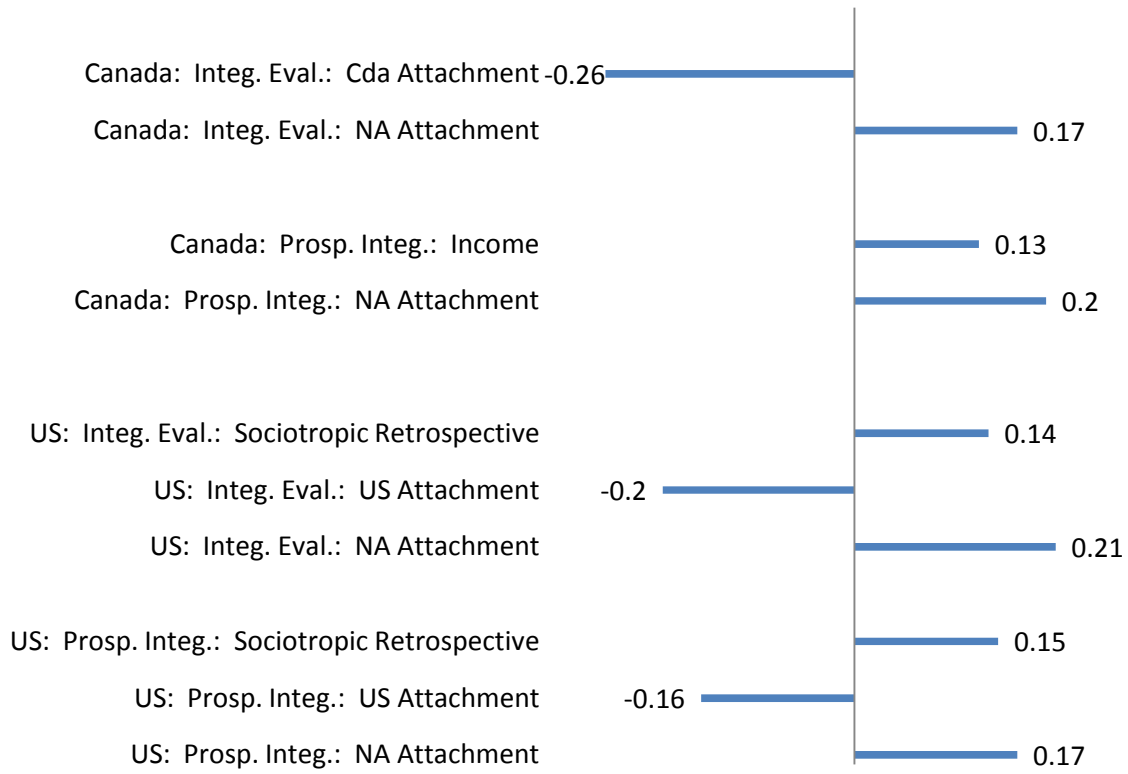 Canada:  Integ. Eval.:  Cda Attachment -0.26
Canada:  Integ. Eval.:  NA Attachment 0.17
Canada:  Prosp. Integ.:  Income 0.13
Canada:  Prosp. Integ.:  NA Attachment 0.2
US:  Integ. Eval.:  Sociotropic Retrospective 0.14
US:  Integ. Eval.:  US Attachment -0.2
US:  Integ. Eval.:  NA Attachment 0.21
US:  Prosp. Integ.:  Sociotropic Retrospective 0.15
US:  Prosp. Integ.:  US Attachment -0.16
US:  Prosp. Integ.:  NA Attachment 0.17